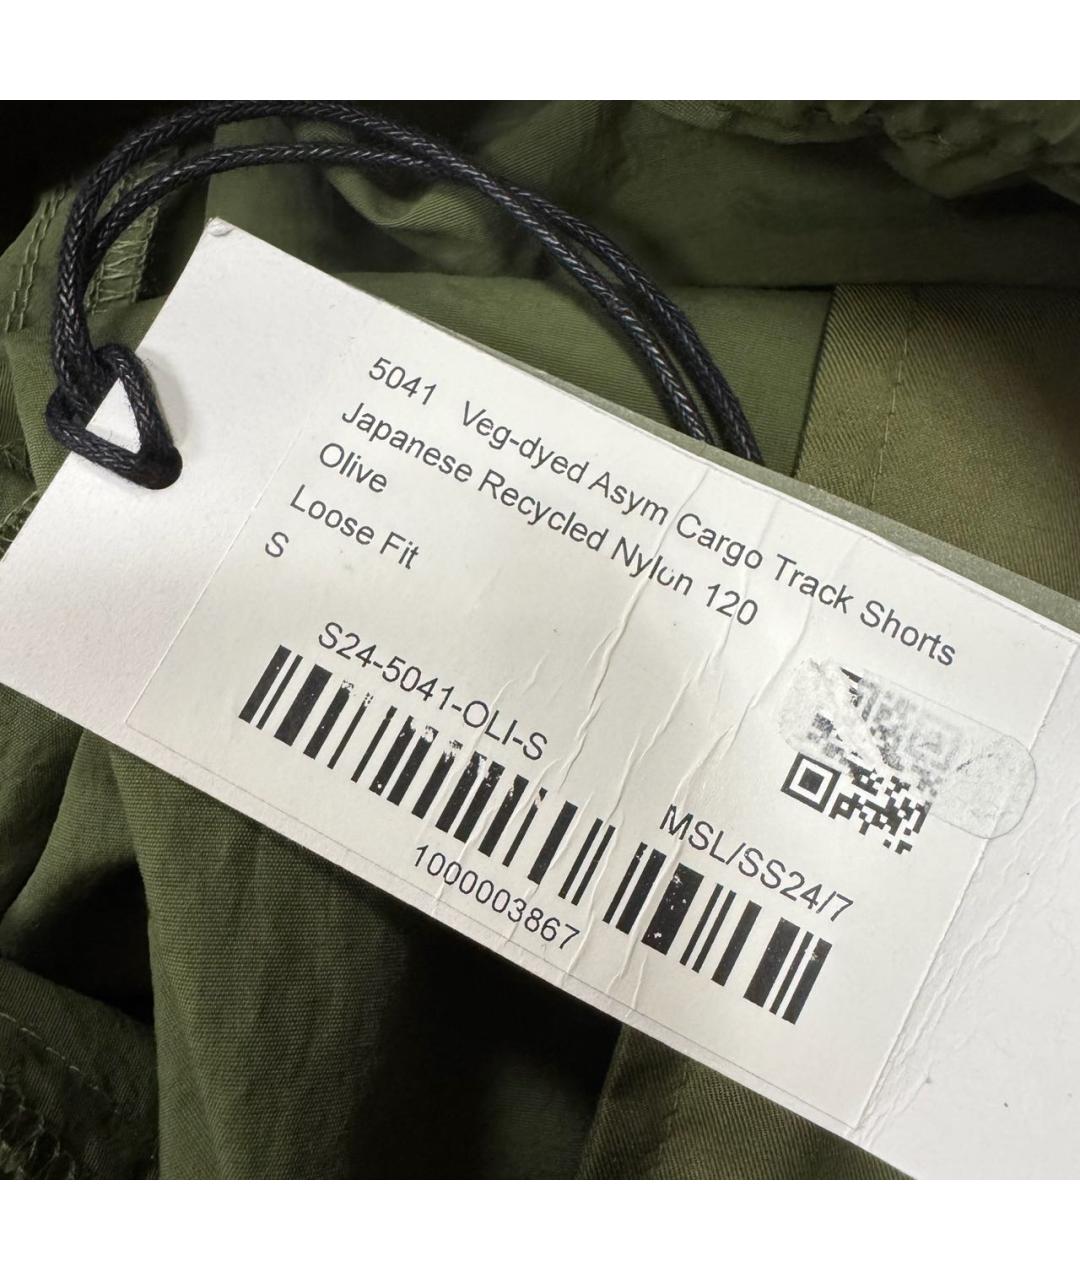 5041 Veg-dyed Asym Cargo Track Shorts
Japanese Recycled Nylon 120
Olive
Loose Fit
S
S24-5041-OLI-S
MSL/SS24/7
1000003867